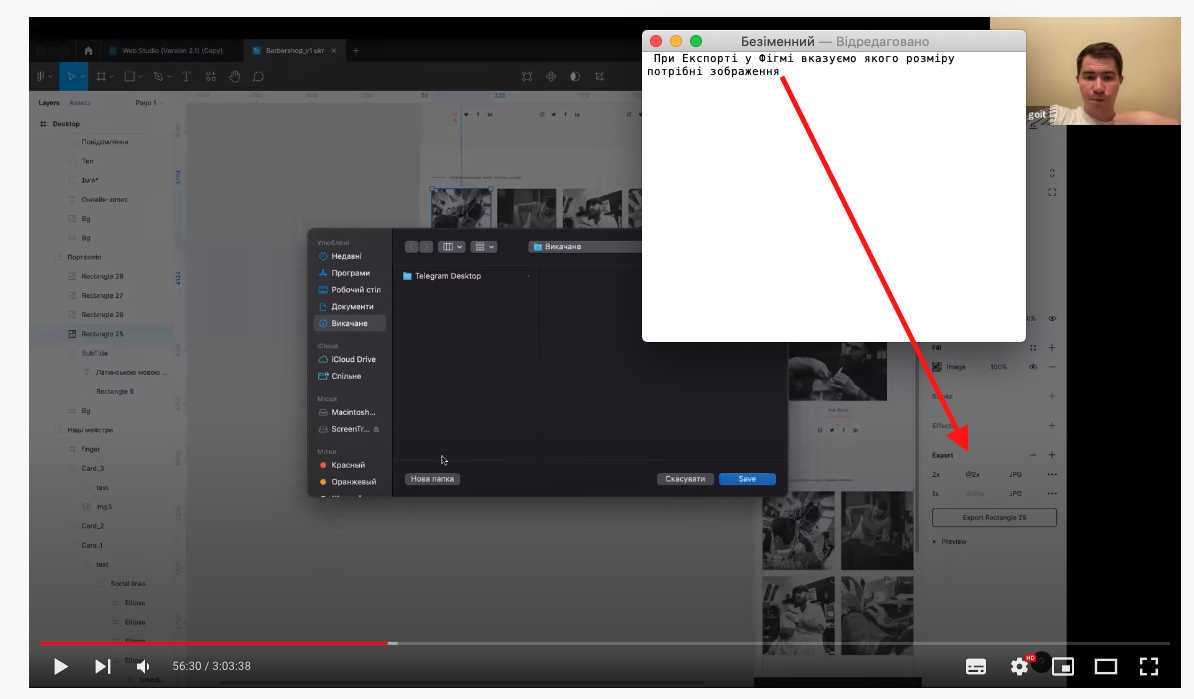 Web Studio (Version 2.1) (Copy)
Barbershop_v1 ukr
Безіменний — Відредаговано
При Експорті у Фігмі вказуємо якого розміру
потрібні зображення
goit
Layers
Assets
Page 1
Desktop
Повідомлення
Тел
Ім'я*
Онлайн-запис
Bg
Bg
Портфоліо
Rectangle 28
Rectangle 27
Rectangle 26
Rectangle 25
SubTitle
Латинською мовою ...
Rectangle 5
Bg
Наші майстри
finger
Card_3
text
img3
Card_2
Card_1
text
Social links
Ellipse
Ellipse
Ellipse
Улюблені
Недавні
Програми
Робочий стіл
Документи
Викачане
iCloud
iCloud Drive
Спільне
Місця
Macintosh...
ScreenTr...
Мітки
Красный
Оранжевый
Викачане
Telegram Desktop
Нова папка
Скасувати
Save
Fill
Image
100%
Stroke
Effects
Export
2x
@2x
JPG
1x
Suffix
JPG
Export Rectangle 25
Preview
56:30 / 3:03:38
HD